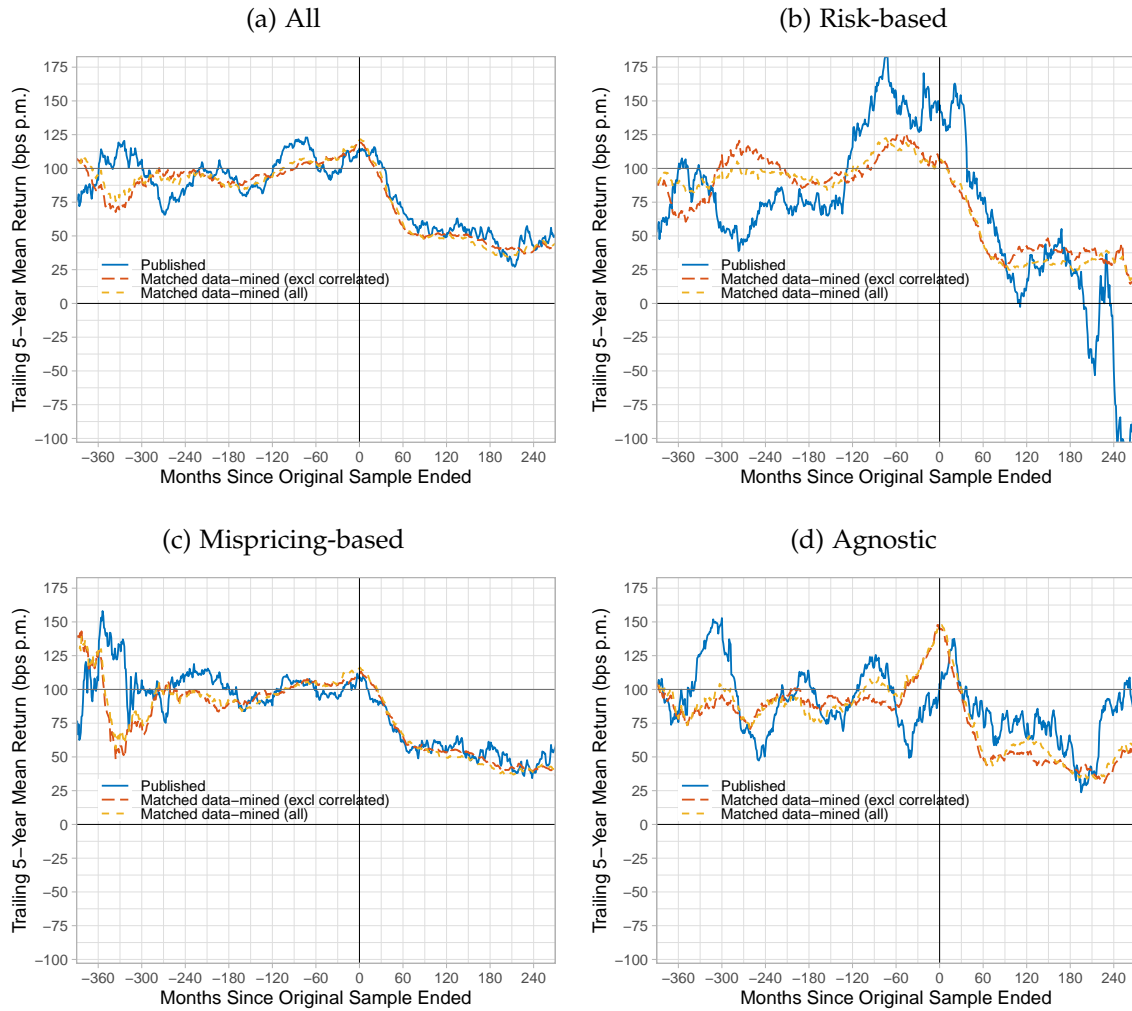 (a) All
Trailing 5−Year Mean Return (bps p.m.)
175
150
125
100
75
50
25
0
−25
−50
−75
−100
Published
Matched data−mined (excl correlated)
Matched data−mined (all)
−360 −300 −240 −180 −120 −60 0 60 120 180 240
Months Since Original Sample Ended
(b) Risk-based
Trailing 5−Year Mean Return (bps p.m.)
175
150
125
100
75
50
25
0
−25
−50
−75
−100
Published
Matched data−mined (excl correlated)
Matched data−mined (all)
−360 −300 −240 −180 −120 −60 0 60 120 180 240
Months Since Original Sample Ended
(c) Mispricing-based
Trailing 5−Year Mean Return (bps p.m.)
175
150
125
100
75
50
25
0
−25
−50
−75
−100
Published
Matched data−mined (excl correlated)
Matched data−mined (all)
−360 −300 −240 −180 −120 −60 0 60 120 180 240
Months Since Original Sample Ended
(d) Agnostic
Trailing 5−Year Mean Return (bps p.m.)
175
150
125
100
75
50
25
0
−25
−50
−75
−100
Published
Matched data−mined (excl correlated)
Matched data−mined (all)
−360 −300 −240 −180 −120 −60 0 60 120 180 240
Months Since Original Sample Ended